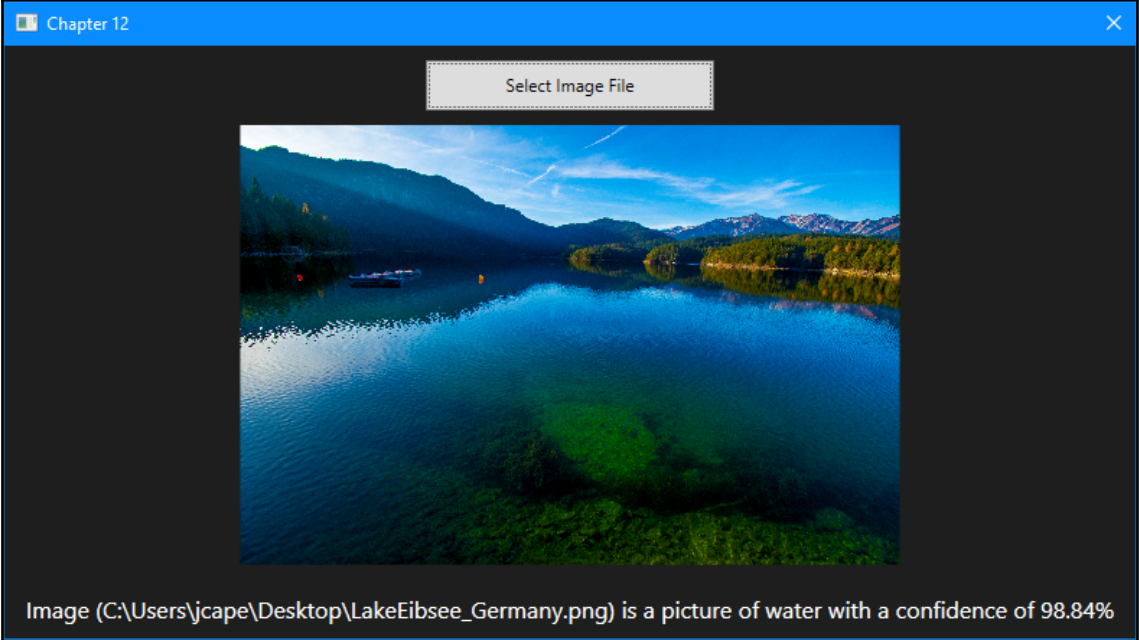 Chapter 12
Select Image File
Image (C:\Users\jcape\Desktop\LakeEibsee_Germany.png) is a picture of water with a confidence of 98.84%